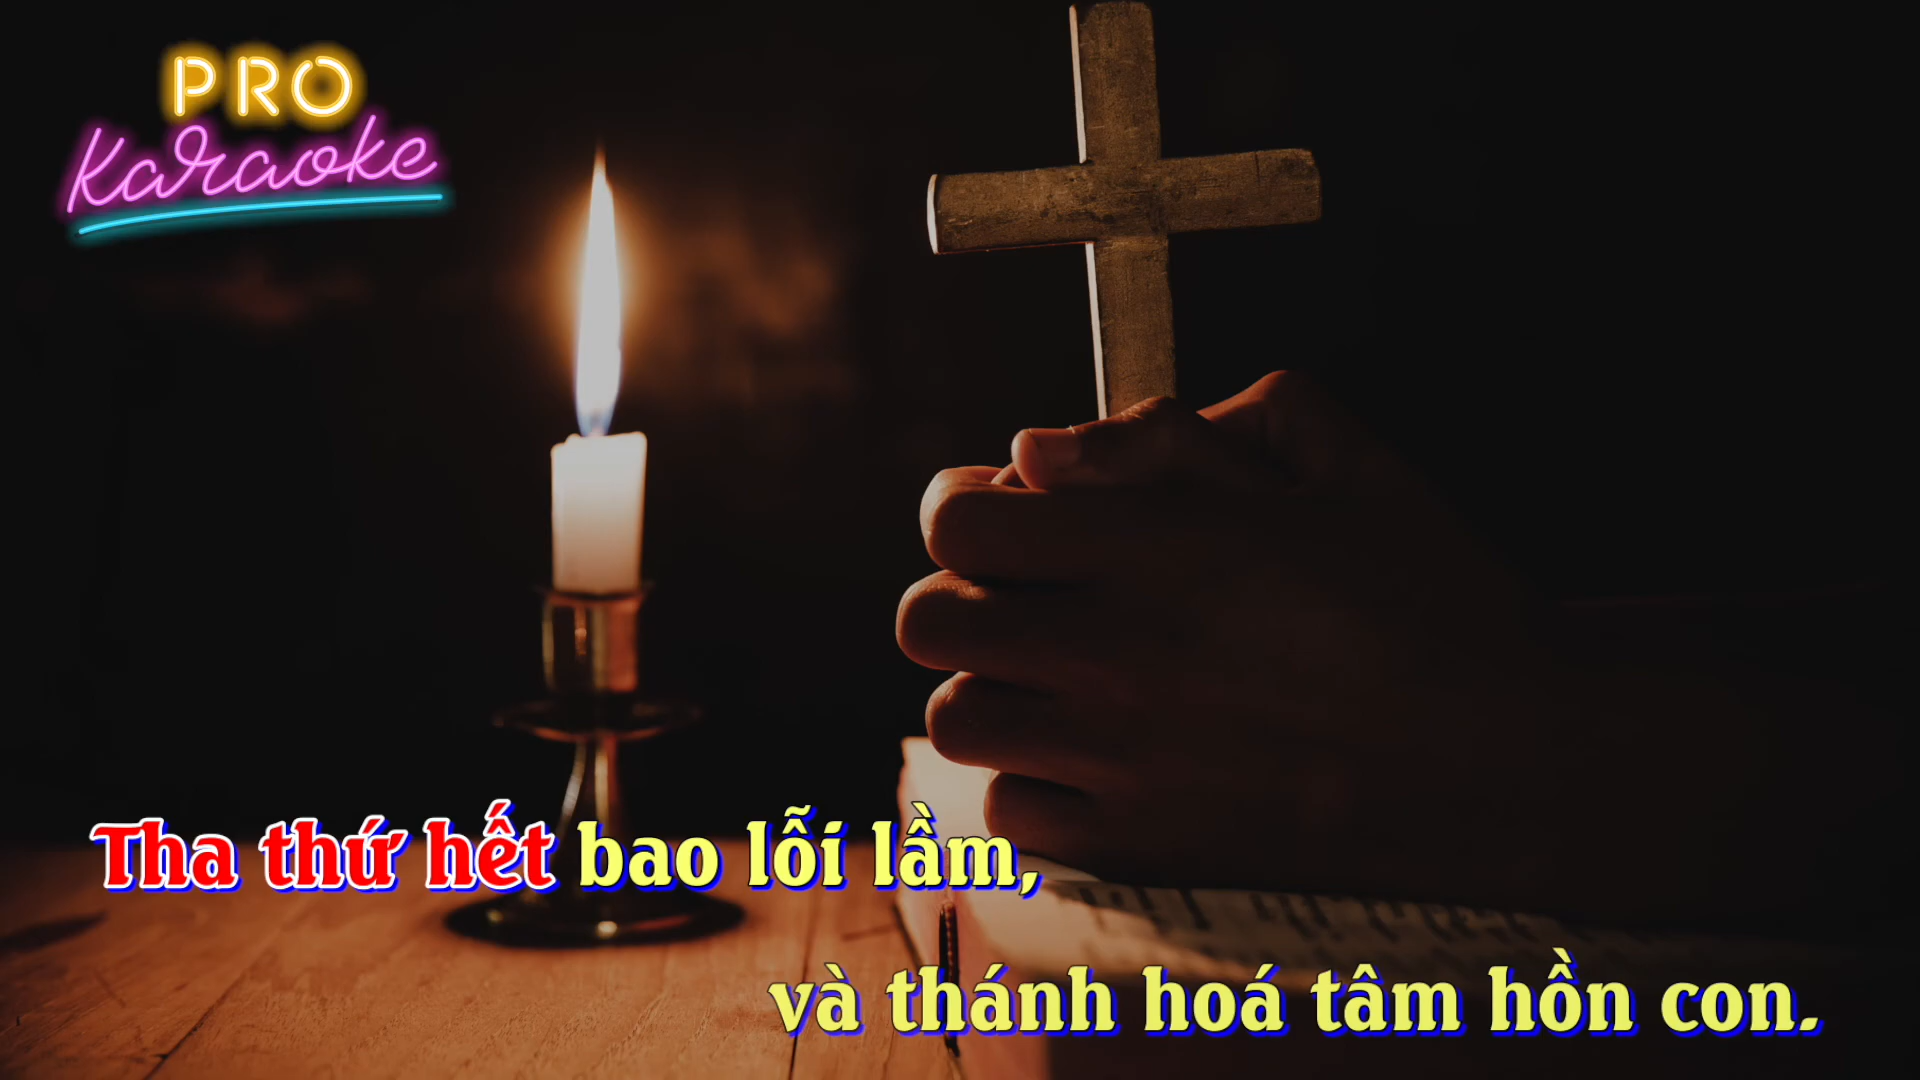 PRO
Karaoke
Tha thứ hết bao lỗi lầm,
và thánh hoá tâm hồn con.